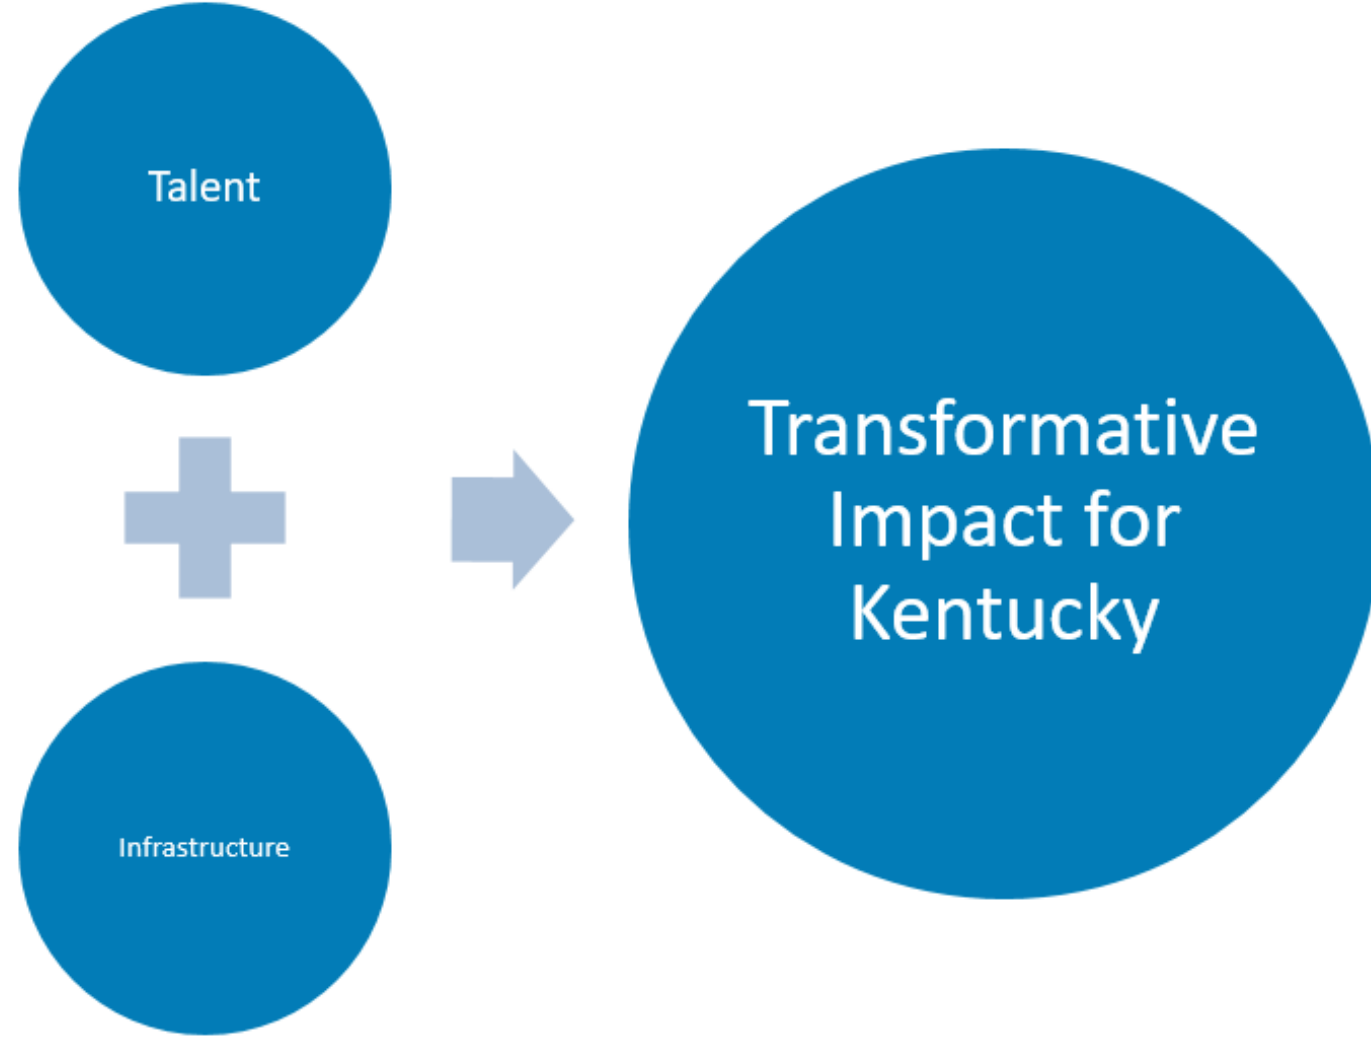 Talent
Infrastructure
Transformative
Impact for
Kentucky